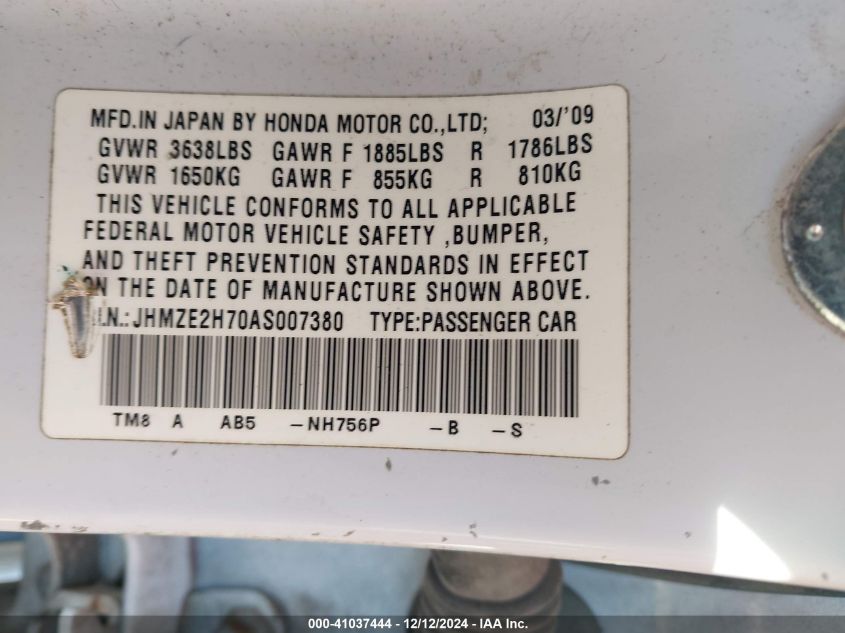 MFD.IN JAPAN BY HONDA MOTOR CO.,LTD; 03/'09
GVWR 3638LBS GAWR F 1885LBS R 1786LBS
GVWR 1650KG GAWR F 855KG R 810KG
THIS VEHICLE CONFORMS TO ALL APPLICABLE
FEDERAL MOTOR VEHICLE SAFETY ,BUMPER,
AND THEFT PREVENTION STANDARDS IN EFFECT
ON THE DATE OF MANUFACTURE SHOWN ABOVE.
I.N.: JHMZE2H70AS007380 TYPE:PASSENGER CAR
TM8 A AB5 -NH756P -B -S
000-41037444 - 12/12/2024 - IAA Inc.